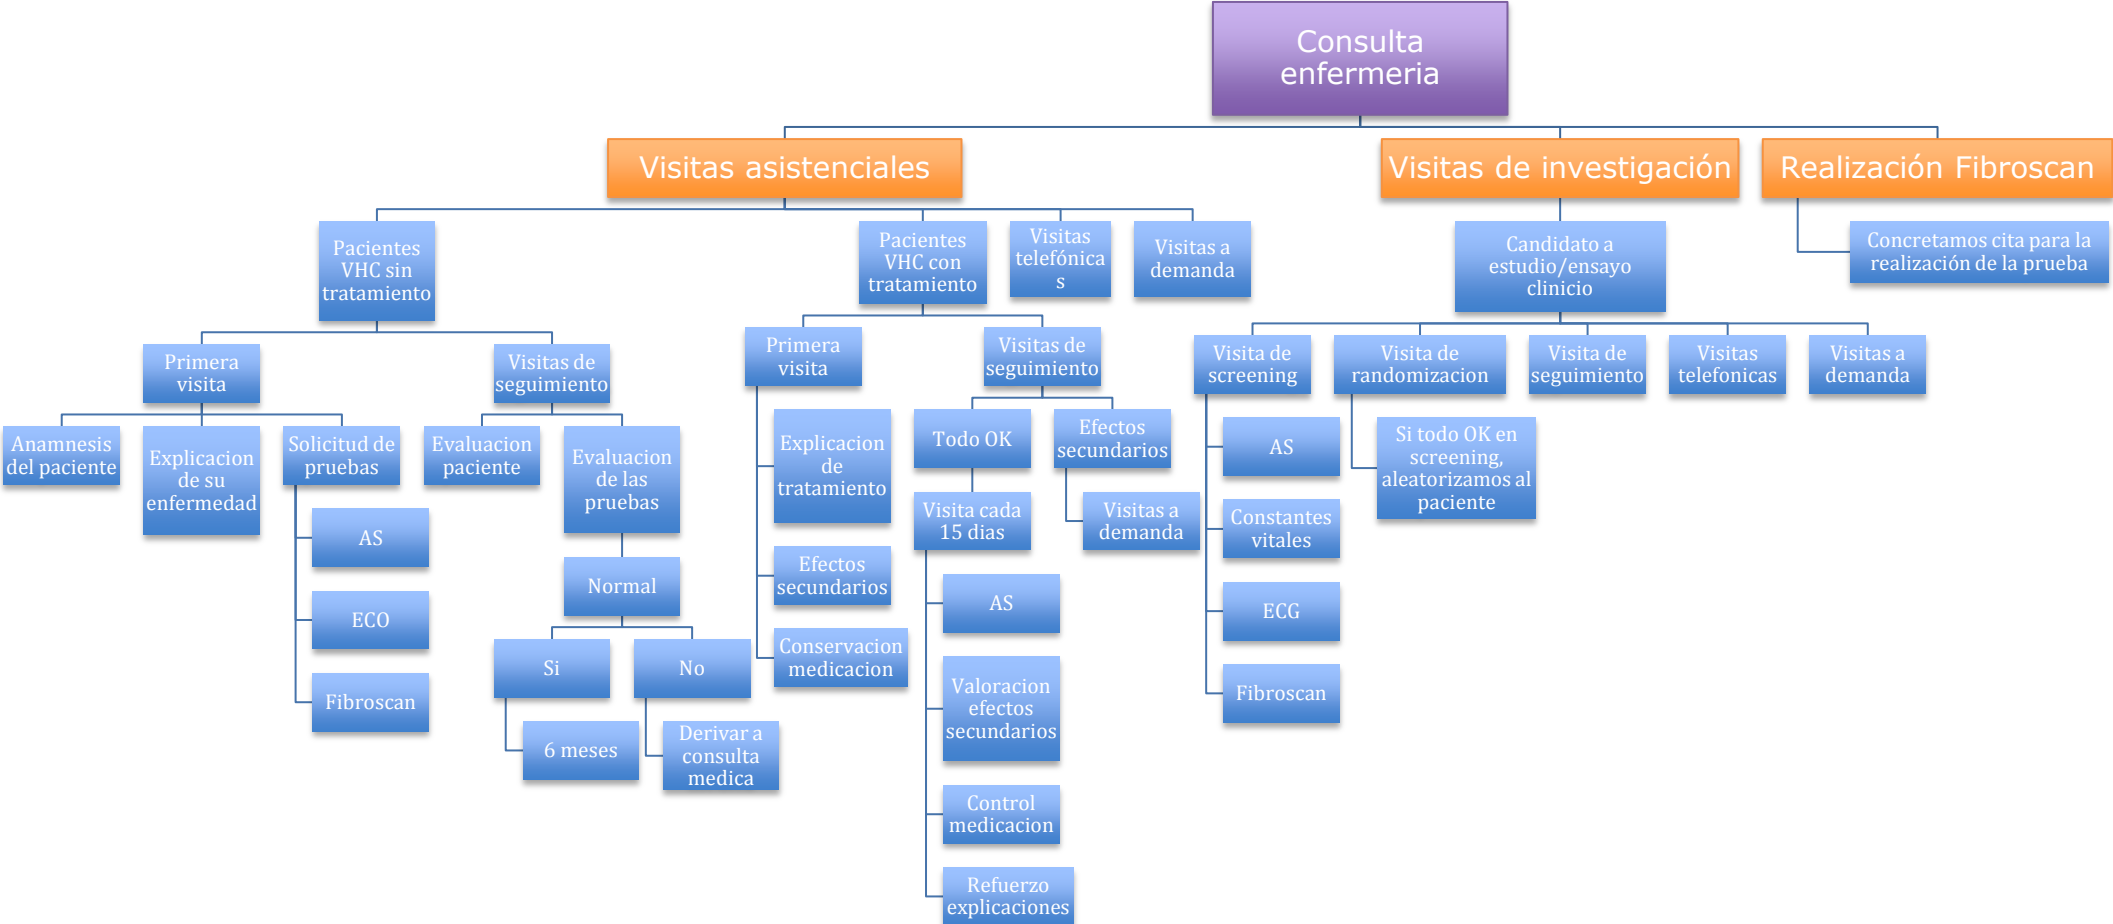 Consulta
enfermeria
Visitas asistenciales
Visitas de investigación
Realización Fibroscan
Pacientes
VHC sin
tratamiento
Pacientes
VHC con
tratamiento
Visitas
telefónica
s
Visitas a
demanda
Candidato a
estudio/ensayo
clinicio
Concretamos cita para la
realización de la prueba
Primera
visita
Visitas de
seguimiento
Primera
visita
Visitas de
seguimiento
Visita de
screening
Visita de
randomizacion
Visita de
seguimiento
Visitas
telefonicas
Visitas a
demanda
Anamnesis
del paciente
Explicacion
de su
enfermedad
Solicitud de
pruebas
AS
ECO
Fibroscan
Evaluacion
paciente
Evaluacion
de las
pruebas
Normal
Si
No
6 meses
Derivar a
consulta
medica
Explicacion
de
tratamiento
Efectos
secundarios
Conservacion
medicacion
Todo OK
Efectos
secundarios
Visita cada
15 dias
Visitas a
demanda
AS
Valoracion
efectos
secundarios
Control
medicacion
Refuerzo
explicaciones
AS
Constantes
vitales
ECG
Fibroscan
Si todo OK en
screening,
aleatorizamos al
paciente